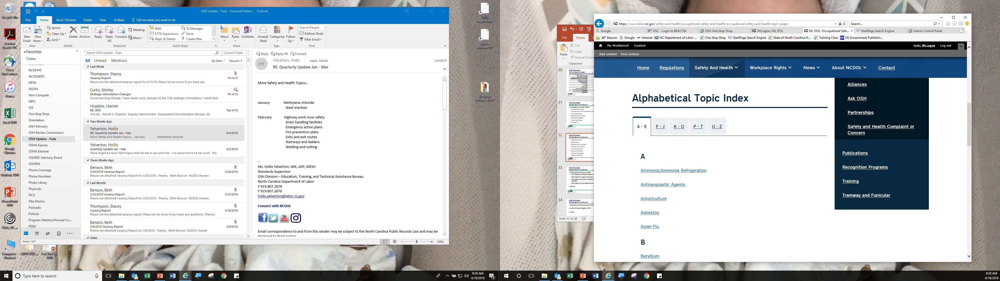 Recycle Bin
Acrobat Reader DC
Cisco AnyConne...
iTunes
Excel 2016
Google Chrome
Outlook 2016
PowerPoint 2016
Citrix_DE_...
Computer - Shortcut
HDPCTU2_...
Fed 2nd Qtr 2018
OSH Update - Feds - Personal Folders - Outlook
File Home Send / Receive Folder View OnBase Tell me what you want to do
New Email
New Items
Ignore
Clean Up
Junk
Delete
Archive
Reply
Reply All
Forward
Meeting
More
BNA
ETTA Supervisors
Reply & Delete
To Manager
Done
Create New
Move
Rules
OneNote
Unread/ Read
Categorize
Follow Up
Search People
Address Book
Filter Email
New Delete Respond Quick Steps Move Tags Find
Favorites
Clutter
NCDHHS
NCOSHERC
NFPA
NIOSH
Non-Compete
NRTL
OIS
One Stop Shop
Orientation
OSH Advisory
OSH Review Commission
OSH Update - Feds
OSHA Express
OSHA Extranet
OSHERC Advisory Board
OSHSPA
Phone Coverage
Phone Numbers
Photo Library
Physicals
PICS
Pike Electric
Podcasts
Policies
Program Statistics/Annual Co...
PSIM
Items: 541
Search OSH Update - Feds Current Folder
All Unread Mentions By Date Newest
Last Week
Thompson, Stacey
Vacancy Report Fri 4/13
Please see the attached vacancy report for 4/13/18. Please let me know if you have any
Curtis, Shirley
Strategic Information Changes Fri 4/13
Good morning Wanda, I have made some changes to the CSB strategic information. I went back
Hopkins, Harriet
RE: IMIS Tue 4/10
Will do. Harriet S. Hopkins Deputy Administrator Employment Discrimination Bureau NC
Two Weeks Ago
Yelverton, Hollis
RE: Quarterly Update Jan - Mar 4/4/2018
More Safety and Health Topics... January Methylene chloride
Yelverton, Hollis
Quarterly Update Jan - Mar 4/3/2018
There might be more S&H topics that Ed did in Jan and Feb. I've asked him if he has a list. The
Three Weeks Ago
Benson, Beth
3/29/2018 Vacancy Report 3/29/2018
Please see attached Vacancy Report for 3/29/2018. Thanks, Beth Benson NCDOL Human
Last Month
Benson, Beth
3/23/2018 Vacancy Report 3/23/2018
Please see attached Vacancy Report for 3/23/2018. Thanks, Beth Benson NCDOL Human
Thompson, Stacey
Vacancy Report 3/16/2018
Please see the attached vacancy report. Please let me know if you have any questions. Thanks!
Benson, Beth
3/9/2018 Vacancy Report 3/9/2018
Please see attached Vacancy Report for 3/9/2018. Thanks, Beth Benson NCDOL Human
Older
Reply Reply All Forward
HY
Yelverton, Hollis Lagoe, Wanda 4/4/2018
RE: Quarterly Update Jan - Mar
More Safety and Health Topics...
January Methylene chloride
Steel erection
February Highway work zone safety
Grain handling facilities
Emergency action plans
Fire prevention plans
Exits and exit routes
Stairways and ladders
Welding and cutting
--
Ms. Hollis Yelverton, MIE, ASP, MESH
Standards Supervisor
OSH Division – Education, Training, and Technical Assistance Bureau
North Carolina Department of Labor
P 919.807.2878
F 919.807.2876
hollis.yelverton@labor.nc.gov
Connect with NCDOL
You Tube
Email correspondence to and from this sender may be subject to the North Carolina Public Records Law and may be
disclosed to third parties
100%
1910 Regulations
Adobe Acrobat DC
Desktop Folder - KEEP
File Home
Paste
Cut
Copy
Format Painte
Clipboard
30
31
32
33
34
OSH Division
Slide 32 of 36
https://www.labor.nc.gov/safety-and-health/occupational-safety-and-health/occupational-safety-and-health-topic-pages
Search...
Google
OSC - Login to BEACON
OSH One Stop Shop
WLLagoe | NC DOL
NC DOL: Occupational Safe...
StartPage Search Engine
Admin Control Panel
Beacon
Google
Intranet
NC Department of Labor ...
One Stop Shop
StartPage Search Engine
State of North Carolina H...
Training Class
US Government Publishin...
My Workbench Content Hello WLLagoe Log out
Add content Find content
Home Regulations Safety And Health Workplace Rights News About NCDOL Contact
Alphabetical Topic Index
A - E F - J K - O P - T U - Z
A
Ammonia/Ammonia Refrigeration
Antineoplastic Agents
Arboriculture
Asbestos
Avian Flu
B
Beryllium
Alliances
Ask OSH
Partnerships
Safety and Health Complaint or
Concern
Publications
Recognition Programs
Training
Tramway and Funicular
Type here to search
9:28 AM
4/18/2018
5
9:28 AM
4/18/2018